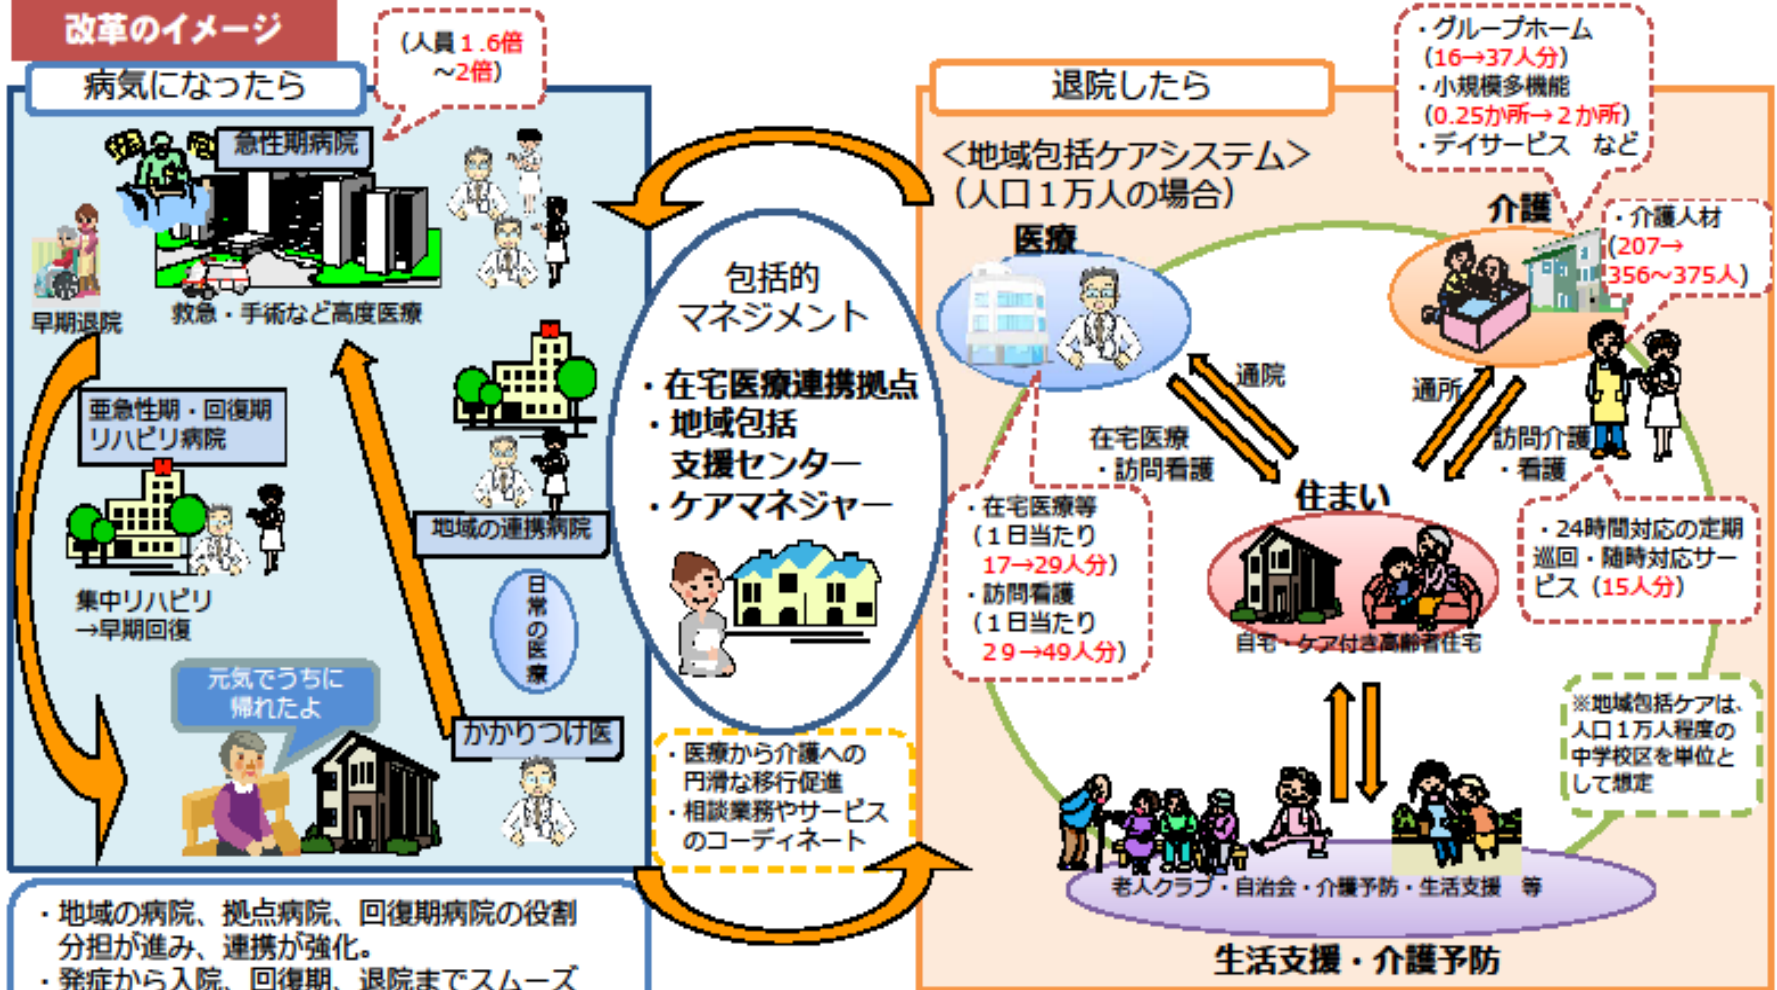 改革のイメージ
(人員1.6倍
～2倍)
病気になったら
急性期病院
早期退院
救急・手術など高度医療
亜急性期・回復期
リハビリ病院
地域の連携病院
集中リハビリ
→早期回復
日常の医療
元気でうちに
帰れたよ
かかりつけ医
・地域の病院、拠点病院、回復期病院の役割
分担が進み、連携が強化。
・発症から入院、回復期、退院までスムーズ
包括的
マネジメント
・在宅医療連携拠点
・地域包括
支援センター
・ケアマネジャー
・医療から介護への
円滑な移行促進
・相談業務やサービス
のコーディネート
退院したら
＜地域包括ケアシステム＞
（人口１万人の場合）
・グループホーム
(16→37人分)
・小規模多機能
(0.25か所→２か所)
・デイサービス　など
医療
介護
・介護人材
(207→
356～375人)
通院
在宅医療
・訪問看護
通所
訪問介護
・看護
・在宅医療等
(１日当たり
17→29人分)
・訪問看護
(１日当たり
２９→49人分)
住まい
自宅・ケア付き高齢者住宅
・24時間対応の定期
巡回・随時対応サー
ビス（15人分）
※地域包括ケアは、
人口１万人程度の
中学校区を単位と
して想定
老人クラブ・自治会・介護予防・生活支援　等
生活支援・介護予防